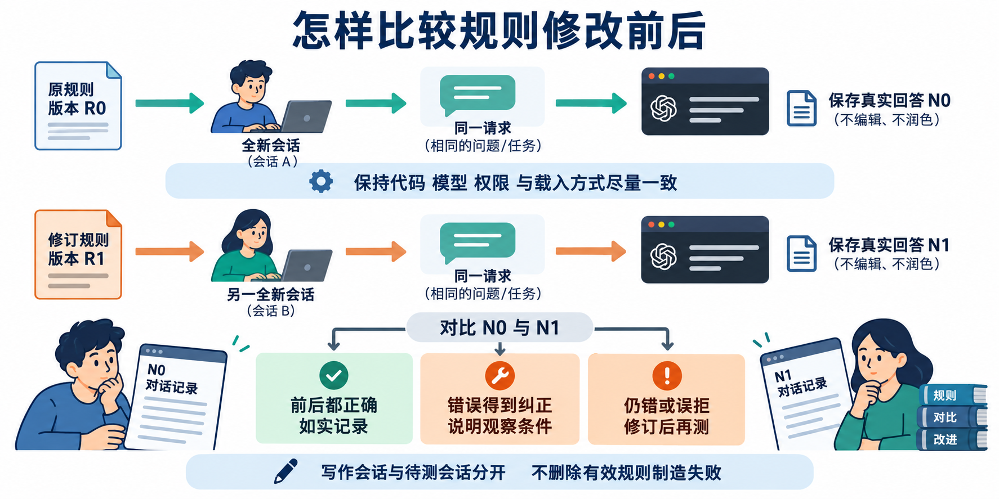 怎样比较规则修改前后
原规则
版本 R0
全新会话
（会话 A）
同一请求
（相同的问题/任务）
保存真实回答 N0
（不编辑、不润色）
保持代码 模型 权限 与载入方式尽量一致
修订规则
版本 R1
另一全新会话
（会话 B）
同一请求
（相同的问题/任务）
保存真实回答 N1
（不编辑、不润色）
对比 N0 与 N1
N0
对话记录
前后都正确
如实记录
错误得到纠正
说明观察条件
仍错或误拒
修订后再测
N1
对话记录
规则
对比
改进
写作会话与待测会话分开 不删除有效规则制造失败